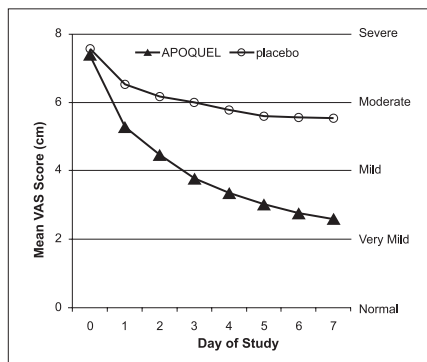 8
Severe
APOQUEL
placebo
6
Moderate
4
Mild
2
Very Mild
0
Normal
Mean VAS Score (cm)
0 1 2 3 4 5 6 7
Day of Study